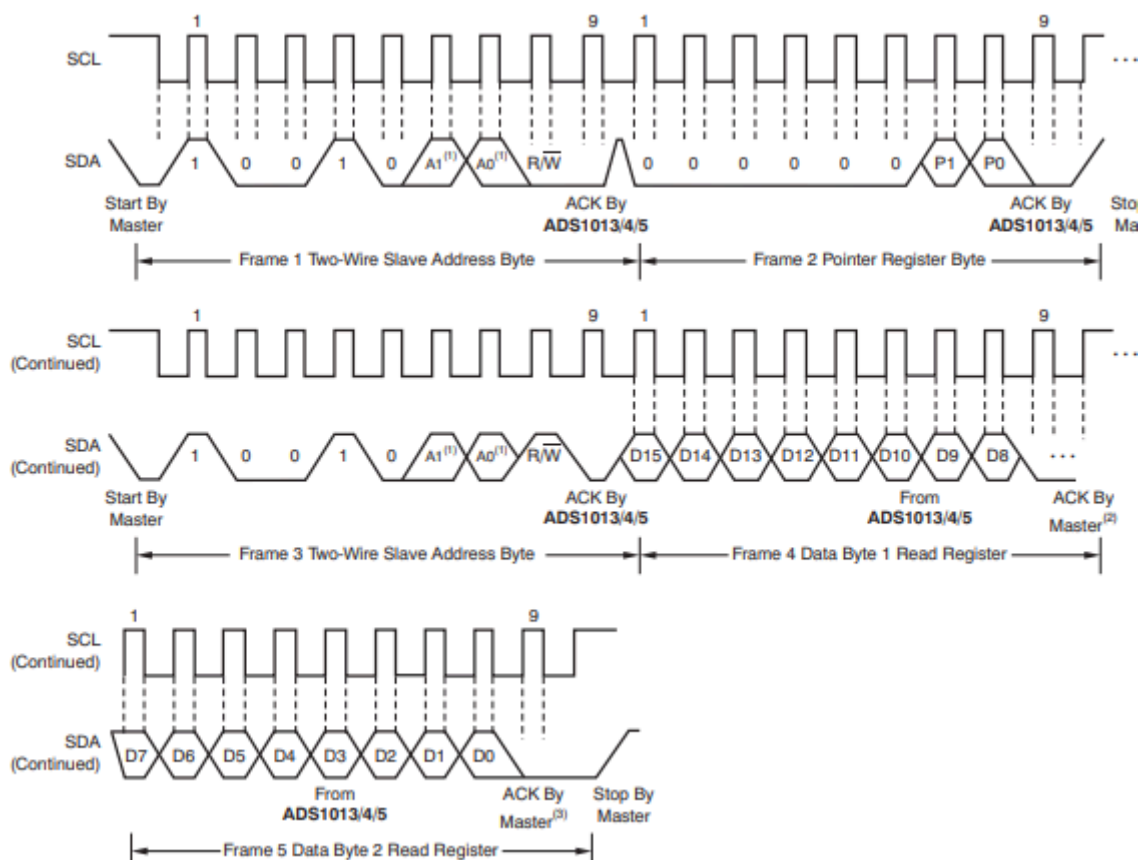 1 9 1 9
SCL ...
SDA 1 0 0 1 0 A1(1) A0(1) R/W̅ 0 0 0 0 0 0 P1 P0
Start By Master ACK By ADS1013/4/5 ACK By ADS1013/4/5
Frame 1 Two-Wire Slave Address Byte Frame 2 Pointer Register Byte
1 9 1 9
SCL (Continued) ...
SDA (Continued) 1 0 0 1 0 A1(1) A0(1) R/W̅ D15 D14 D13 D12 D11 D10 D9 D8 ...
Start By Master ACK By ADS1013/4/5 From ADS1013/4/5 ACK By Master(2)
Frame 3 Two-Wire Slave Address Byte Frame 4 Data Byte 1 Read Register
1 9
SCL (Continued)
SDA (Continued) D7 D6 D5 D4 D3 D2 D1 D0
From ADS1013/4/5 ACK By Master(3) Stop By Master
Frame 5 Data Byte 2 Read Register